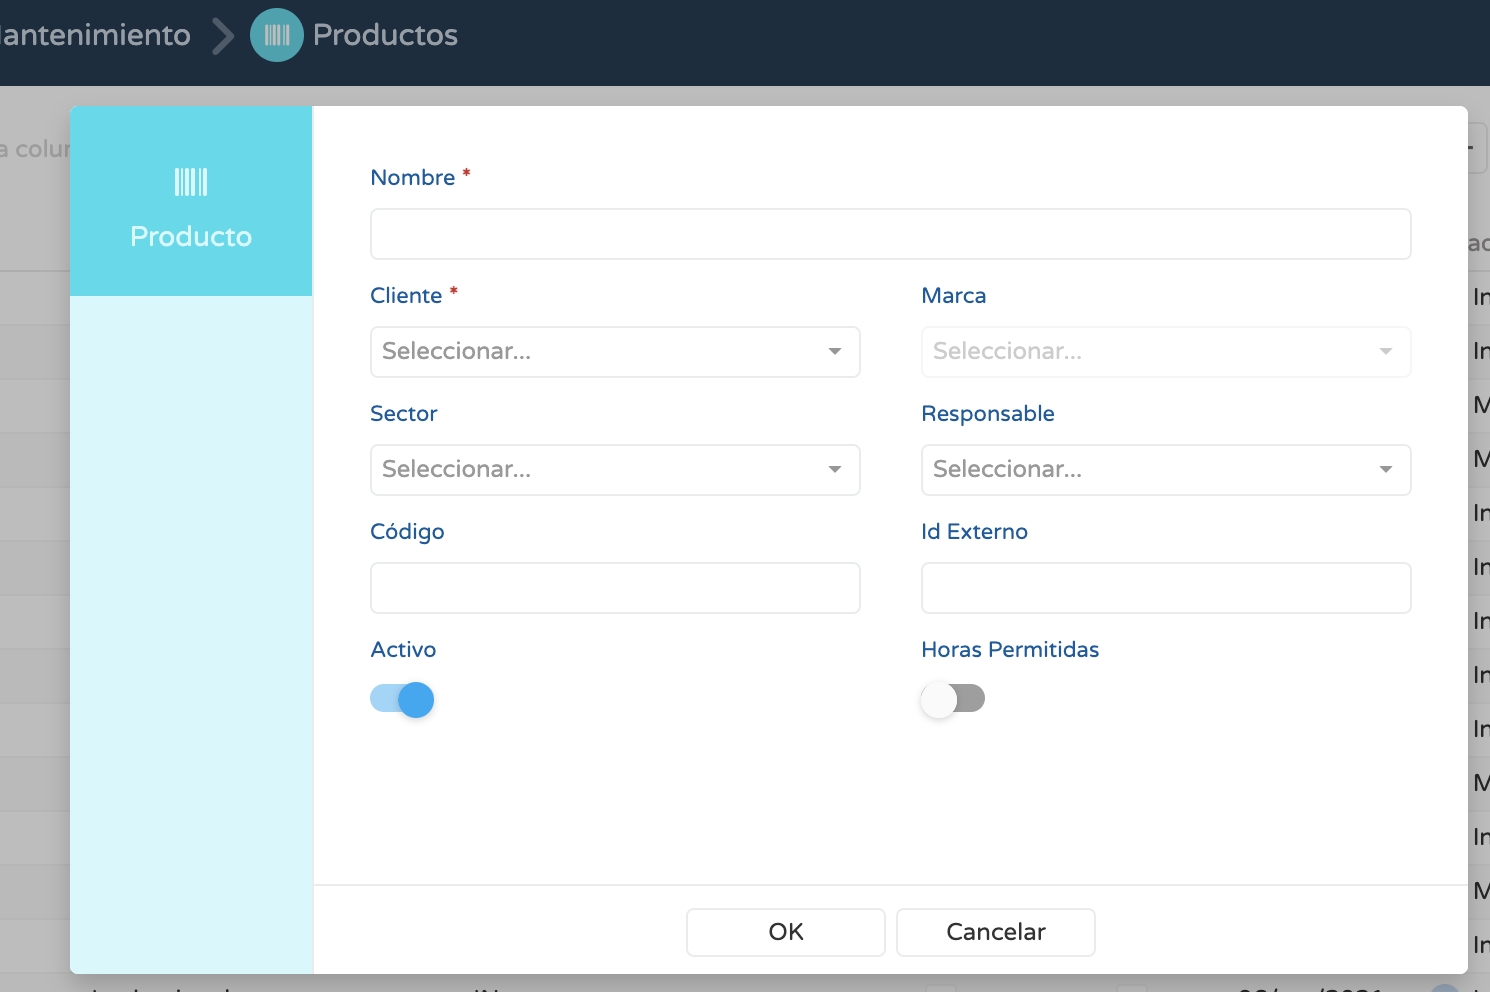 antenimiento
Productos
a colu
Producto
Nombre *
Cliente *
Marca
Seleccionar...
Seleccionar...
Sector
Responsable
Seleccionar...
Seleccionar...
Código
Id Externo
Activo
Horas Permitidas
OK
Cancelar